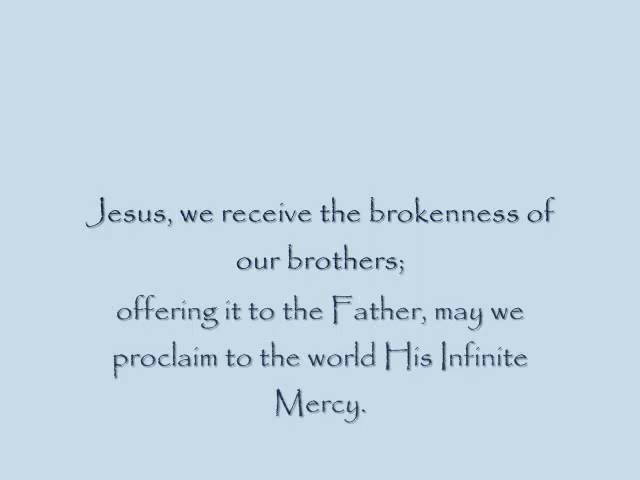 Jesus, we receive the brokenness of
our brothers;
offering it to the Father, may we
proclaim to the world His Infinite
Mercy.